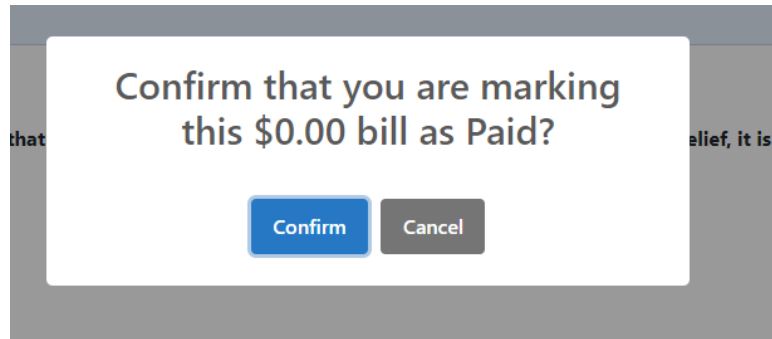 Confirm that you are marking
this $0.00 bill as Paid?
that
elief, it is
Confirm
Cancel